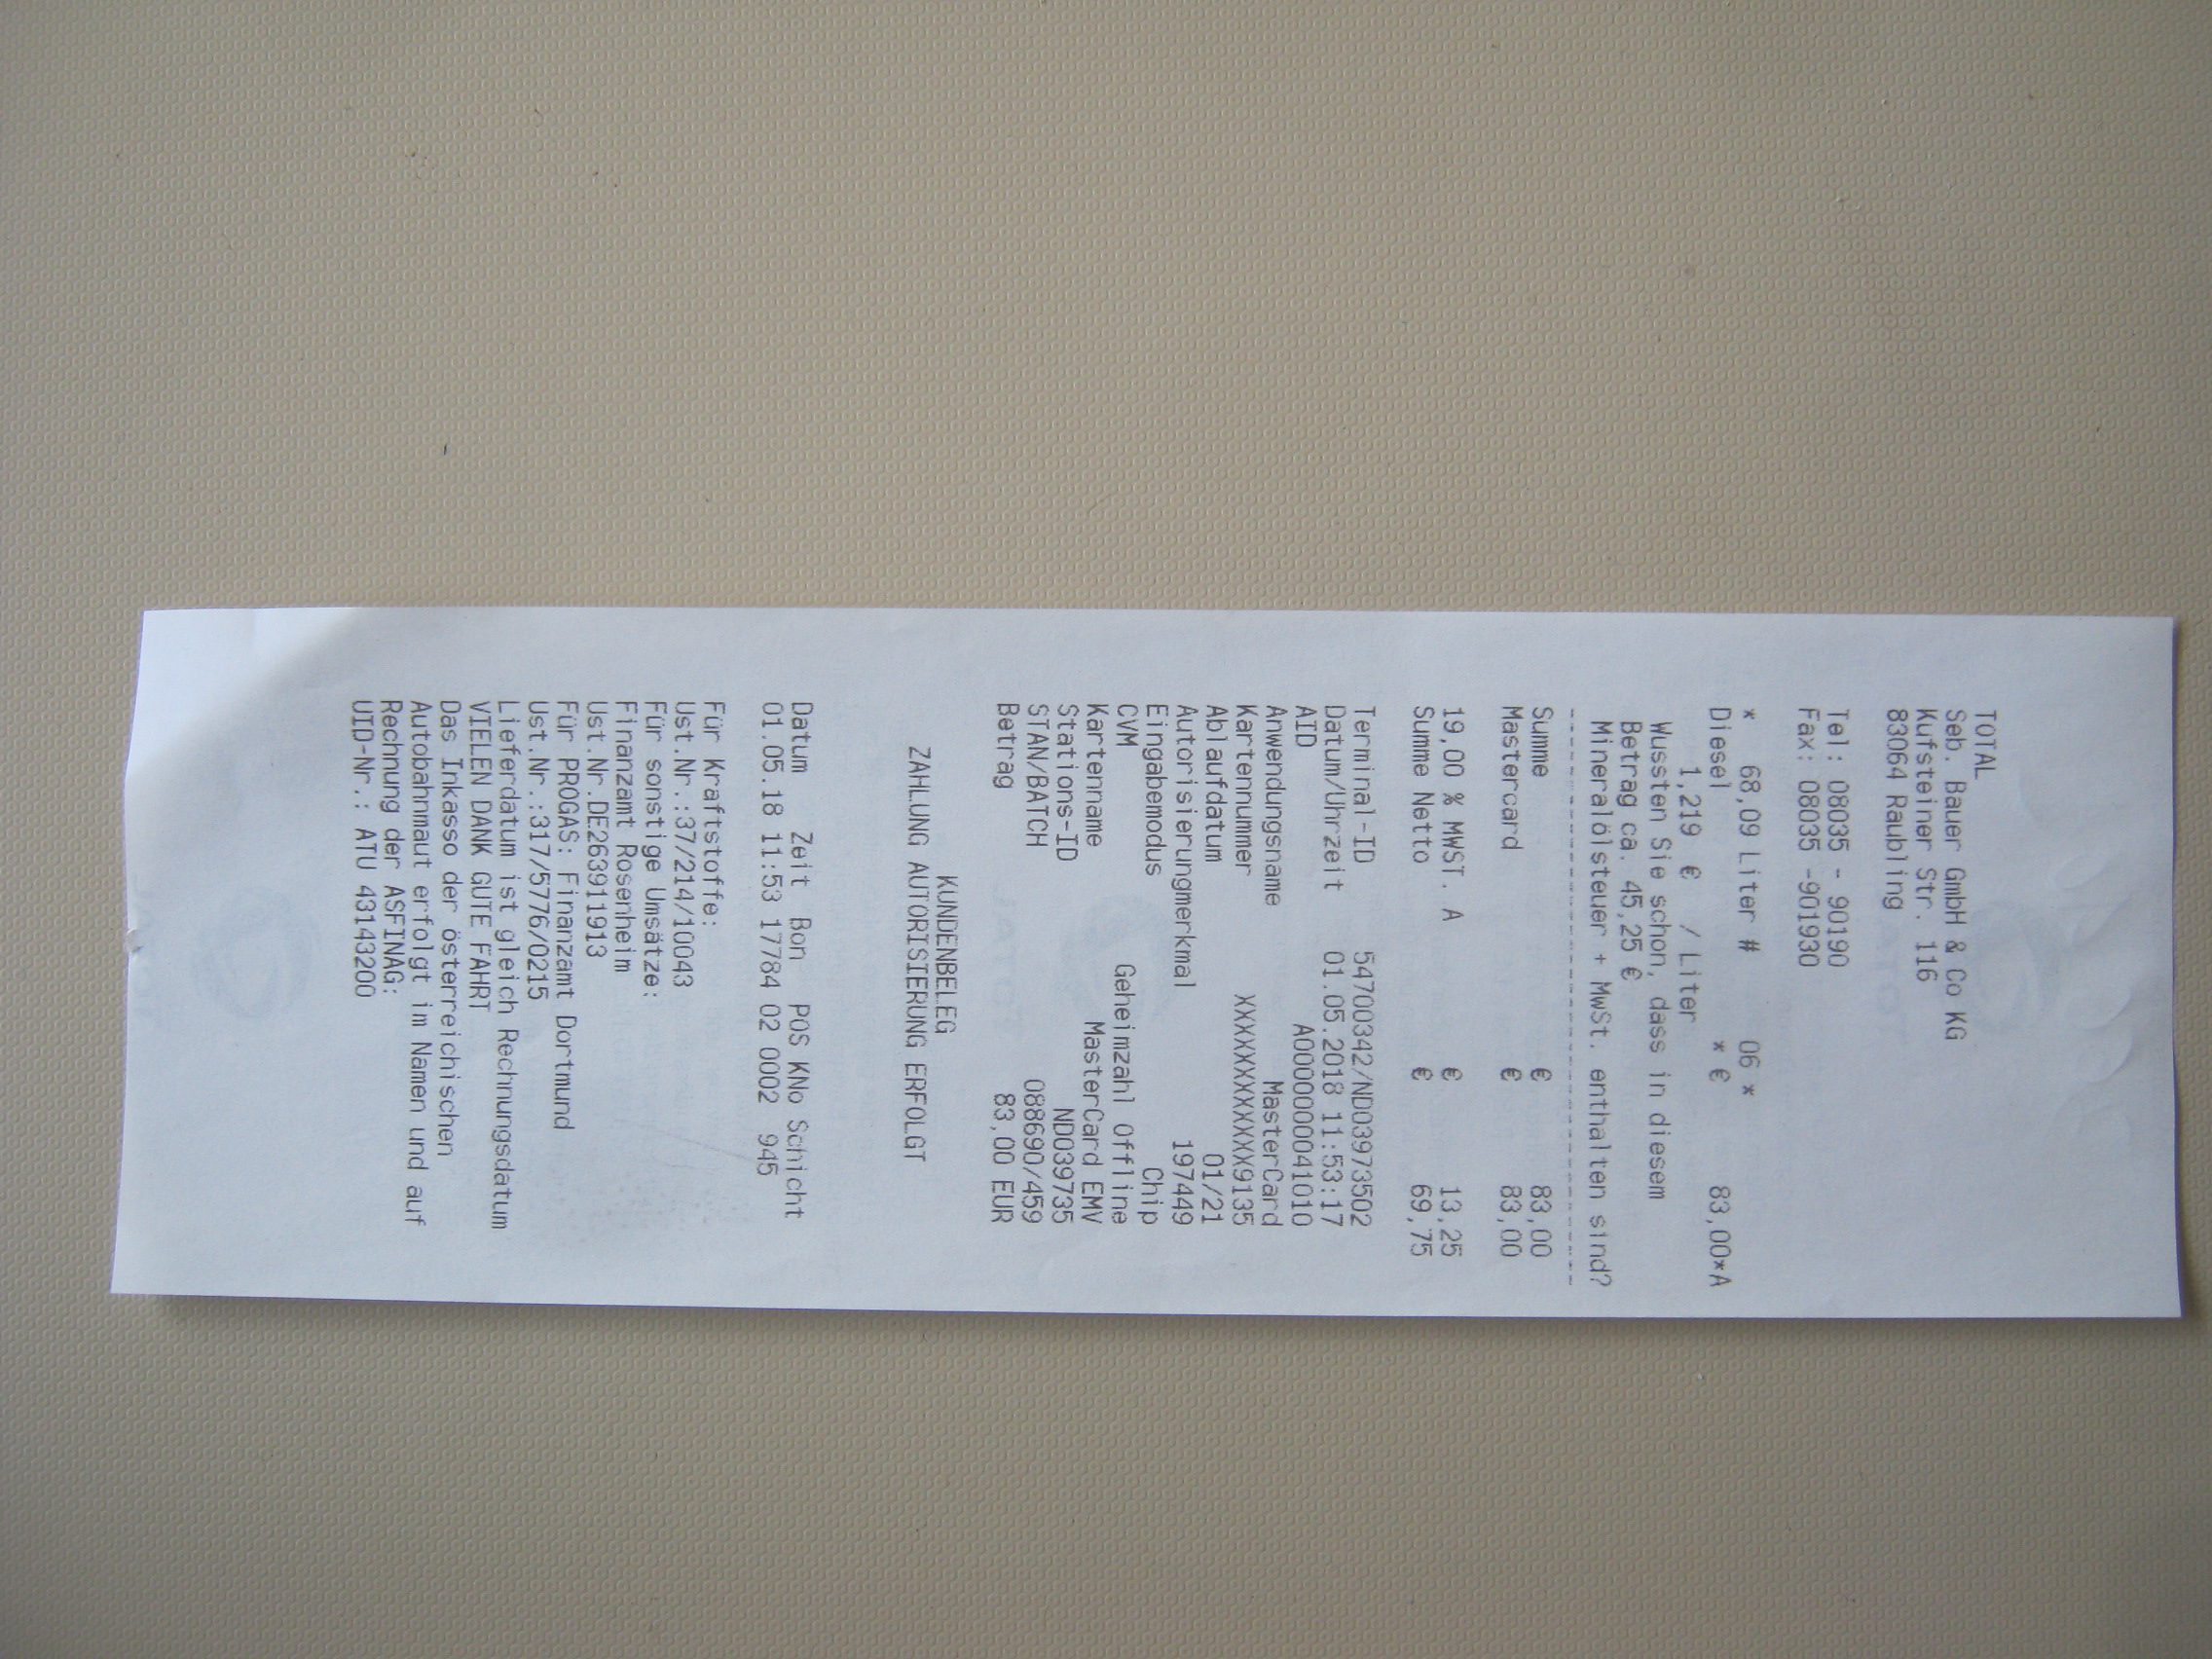 TOTAL
Seb. Bauer GmbH & Co KG
Kufsteiner Str. 116
83064 Raubling
Tel: 08035 - 90190
Fax: 08035 -901930
* 68,09 Liter # 06 *
Diesel * € 83,00*A
1,219 € / Liter
Wussten Sie schon, dass in diesem
Betrag ca. 45,25 €
Mineralölsteuer + MwSt. enthalten sind?
Summe € 83,00
Mastercard € 83,00
19,00 % MWST. A € 13,25
Summe Netto € 69,75
Terminal-ID 54700342/ND03973502
Datum/Uhrzeit 01.05.2018 11:53:17
AID A0000000041010
Anwendungsname MasterCard
Kartennummer XXXXXXXXXXXX9135
Ablaufdatum 01/21
Autorisierungmerkmal 197449
Eingabemodus Chip
CVM Geheimzahl Offline
Kartenname MasterCard EMV
Stations-ID ND039735
STAN/BATCH 088690/459
Betrag 83,00 EUR
KUNDENBELEG
ZAHLUNG AUTORISIERUNG ERFOLGT
Datum Zeit Bon POS KNo Schicht
01.05.18 11:53 17784 02 0002 945
Für Kraftstoffe:
Ust.Nr.:37/214/10043
Für sonstige Umsätze:
Finanzamt Rosenheim
Ust.Nr.DE263911913
Für PROGAS: Finanzamt Dortmund
Ust.Nr.:317/5776/0215
Lieferdatum ist gleich Rechnungsdatum
VIELEN DANK GUTE FAHRT
Das Inkasso der österreichischen
Autobahnmaut erfolgt im Namen und auf
Rechnung der ASFINAG:
UID-Nr.: ATU 43143200